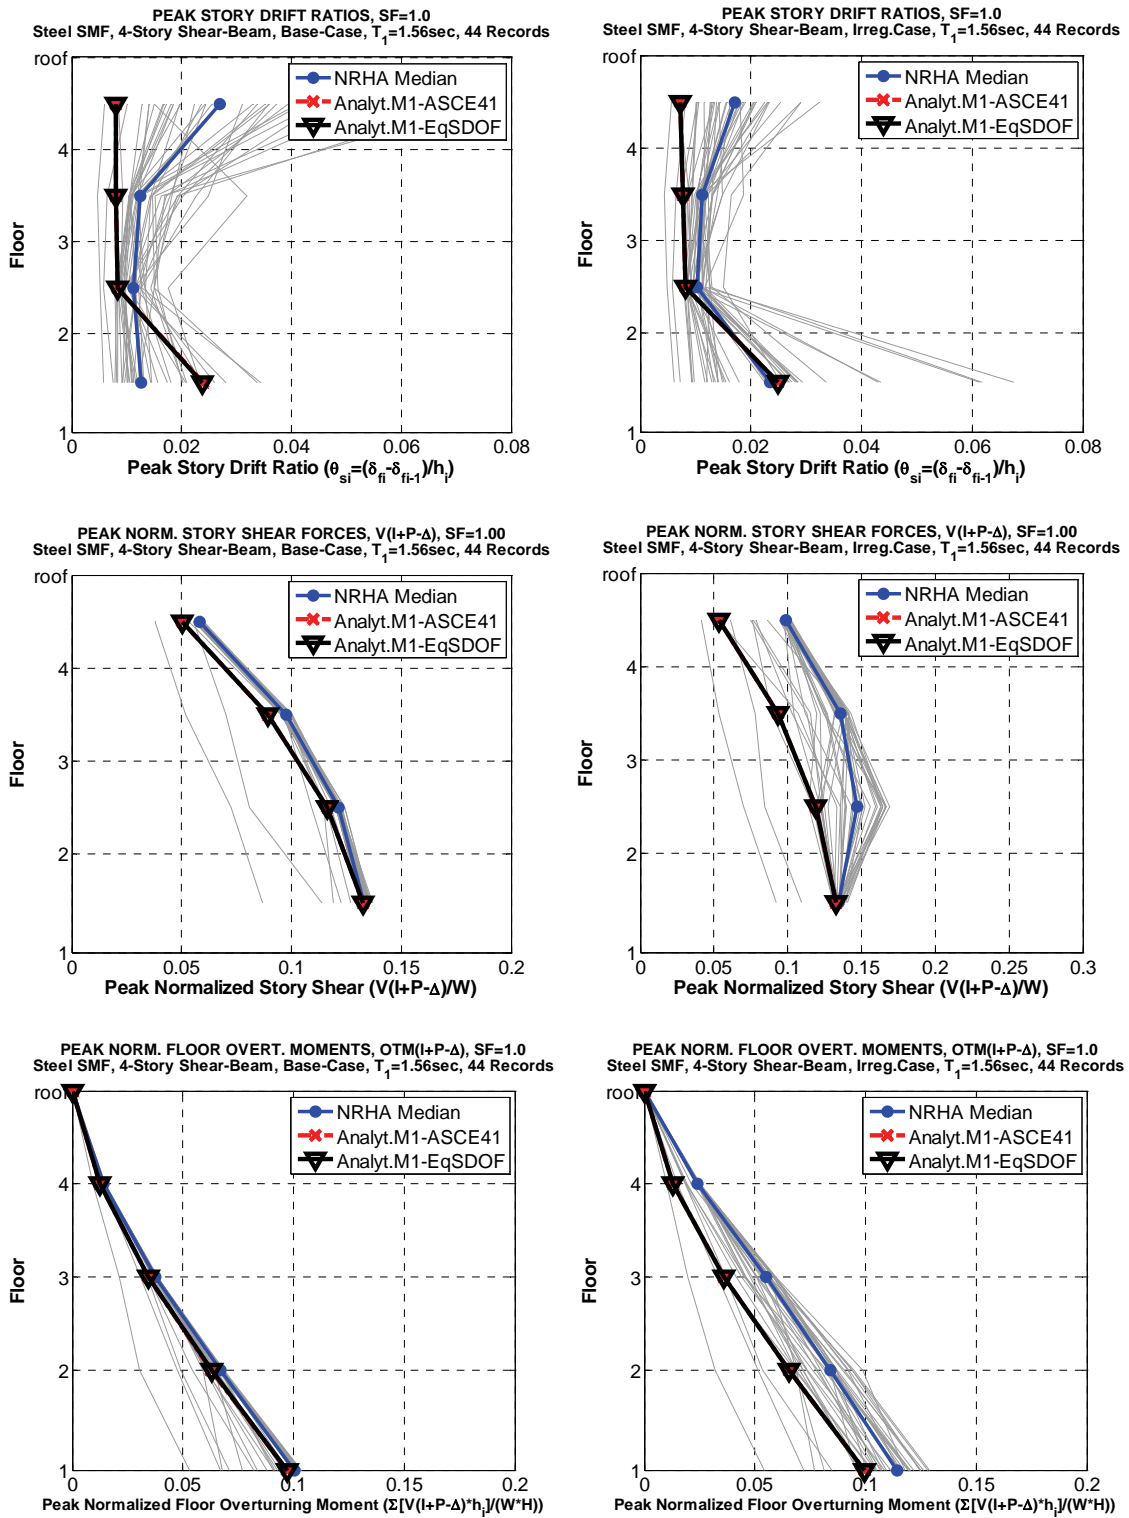 PEAK STORY DRIFT RATIOS, SF=1.0
Steel SMF, 4-Story Shear-Beam, Base-Case, T1=1.56sec, 44 Records
roof
4
3
2
1
Floor
NRHA Median
Analyt.M1-ASCE41
Analyt.M1-EqSDOF
0 0.02 0.04 0.06 0.08
Peak Story Drift Ratio (θsi=(δfi-δfi-1)/hi)
PEAK STORY DRIFT RATIOS, SF=1.0
Steel SMF, 4-Story Shear-Beam, Irreg.Case, T1=1.56sec, 44 Records
roof
4
3
2
1
Floor
NRHA Median
Analyt.M1-ASCE41
Analyt.M1-EqSDOF
0 0.02 0.04 0.06 0.08
Peak Story Drift Ratio (θsi=(δfi-δfi-1)/hi)
PEAK NORM. STORY SHEAR FORCES, V(I+P-Δ), SF=1.00
Steel SMF, 4-Story Shear-Beam, Base-Case, T1=1.56sec, 44 Records
roof
4
3
2
1
Floor
NRHA Median
Analyt.M1-ASCE41
Analyt.M1-EqSDOF
0 0.05 0.1 0.15 0.2
Peak Normalized Story Shear (V(I+P-Δ)/W)
PEAK NORM. STORY SHEAR FORCES, V(I+P-Δ), SF=1.00
Steel SMF, 4-Story Shear-Beam, Irreg.Case, T1=1.56sec, 44 Records
roof
4
3
2
1
Floor
NRHA Median
Analyt.M1-ASCE41
Analyt.M1-EqSDOF
0 0.05 0.1 0.15 0.2 0.25 0.3
Peak Normalized Story Shear (V(I+P-Δ)/W)
PEAK NORM. FLOOR OVERT. MOMENTS, OTM(I+P-Δ), SF=1.0
Steel SMF, 4-Story Shear-Beam, Base-Case, T1=1.56sec, 44 Records
roof
4
3
2
1
Floor
NRHA Median
Analyt.M1-ASCE41
Analyt.M1-EqSDOF
0 0.05 0.1 0.15 0.2
Peak Normalized Floor Overturning Moment (Σ[V(I+P-Δ)*hi]/(W*H))
PEAK NORM. FLOOR OVERT. MOMENTS, OTM(I+P-Δ), SF=1.0
Steel SMF, 4-Story Shear-Beam, Irreg.Case, T1=1.56sec, 44 Records
roof
4
3
2
1
Floor
NRHA Median
Analyt.M1-ASCE41
Analyt.M1-EqSDOF
0 0.05 0.1 0.15 0.2
Peak Normalized Floor Overturning Moment (Σ[V(I+P-Δ)*hi]/(W*H))